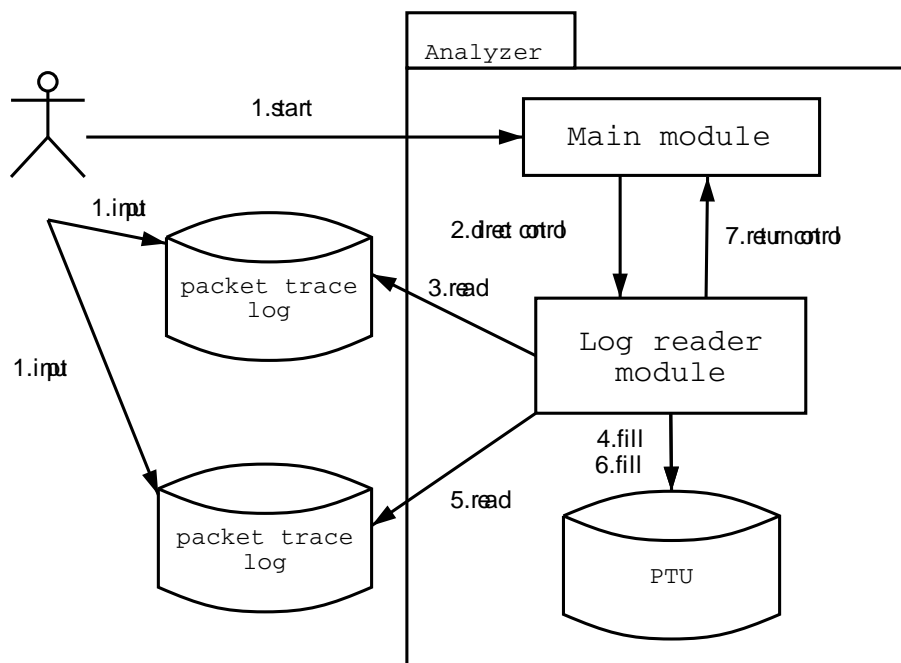 Analyzer
1.start
Main module
1.input
2.direct control
7.return control
packet trace
log
3.read
Log reader
module
1.input
4.fill
6.fill
5.read
packet trace
log
PTU